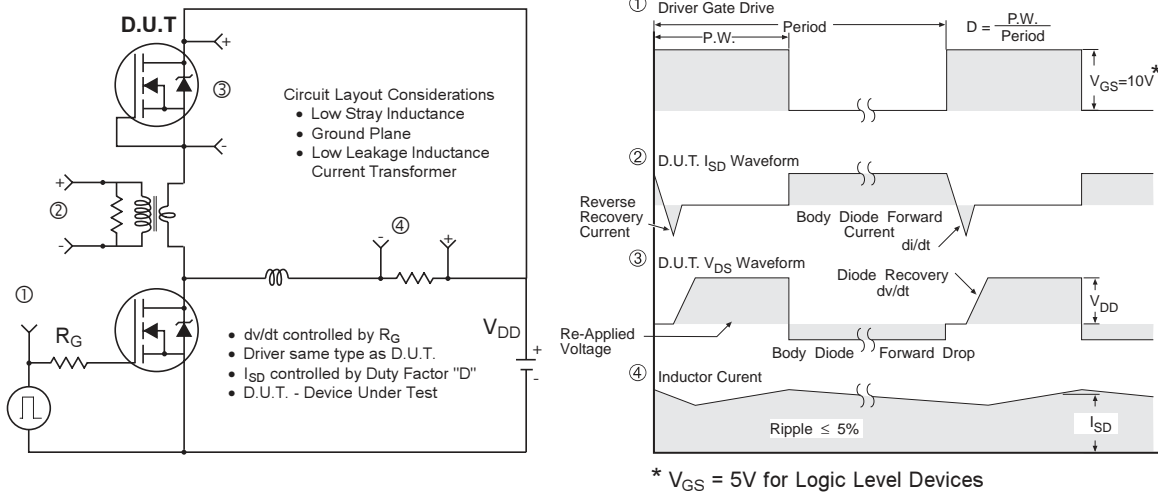 D.U.T
+
③
-
Circuit Layout Considerations
• Low Stray Inductance
• Ground Plane
• Low Leakage Inductance
Current Transformer
+
②
-
④
-
+
①
R_G
V_DD
+
-
• dv/dt controlled by R_G
• Driver same type as D.U.T.
• I_SD controlled by Duty Factor "D"
• D.U.T. - Device Under Test
① Driver Gate Drive
Period
P.W.
D = P.W. / Period
V_GS=10V *
② D.U.T. I_SD Waveform
Reverse
Recovery
Current
Body Diode Forward
Current
di/dt
③ D.U.T. V_DS Waveform
Diode Recovery
dv/dt
V_DD
Re-Applied
Voltage
Body Diode Forward Drop
④ Inductor Curent
Ripple ≤ 5%
I_SD
* V_GS = 5V for Logic Level Devices